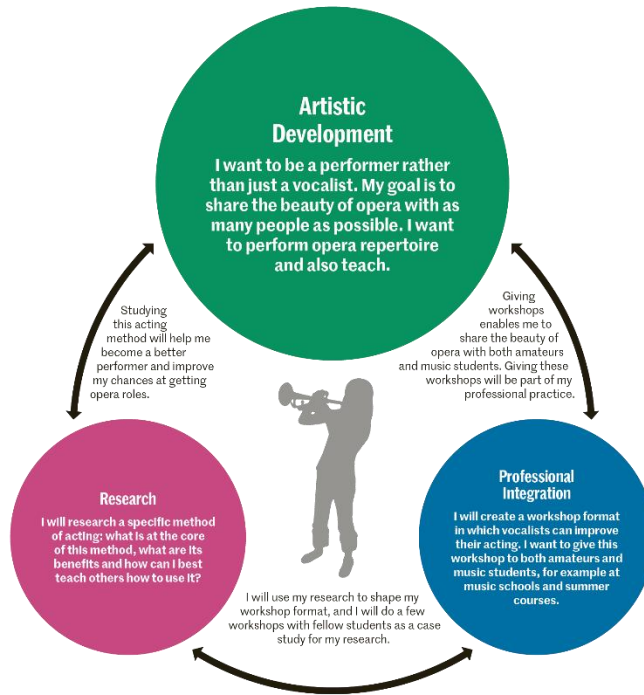 Artistic
Development
I want to be a performer rather
than just a vocalist. My goal is to
share the beauty of opera with as
many people as possible. I want
to perform opera repertoire
and also teach.
Studying
this acting
method will help me
become a better
performer and improve
my chances at getting
opera roles.
Giving
workshops
enables me to
share the beauty of
opera with both amateurs
and music students. Giving these
workshops will be part of my
professional practice.
Research
I will research a specific method
of acting: what is at the core
of this method, what are its
benefits and how can I best
teach others how to use it?
Professional
Integration
I will create a workshop format
in which vocalists can improve
their acting. I want to give this
workshop to both amateurs and
music students, for example at
music schools and summer
courses.
I will use my research to shape my
workshop format, and I will do a few
workshops with fellow students as a case
study for my research.